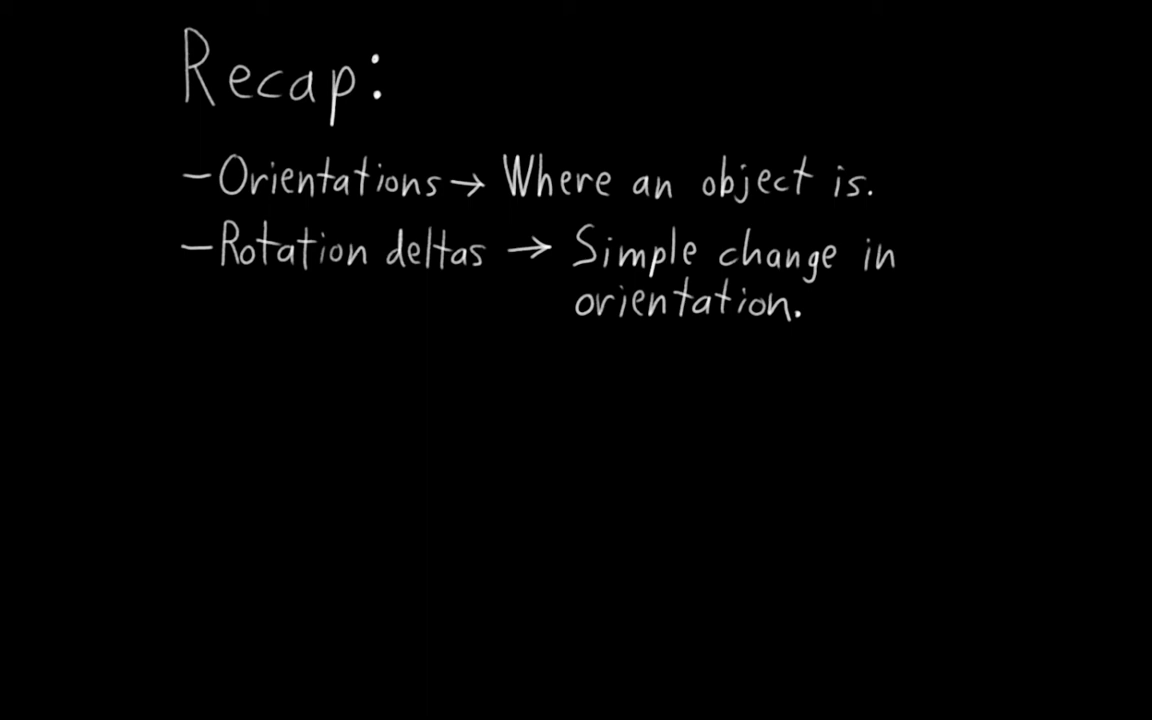 Recap:
-Orientations→ Where an object is.
-Rotation deltas → Simple change in
orientation.